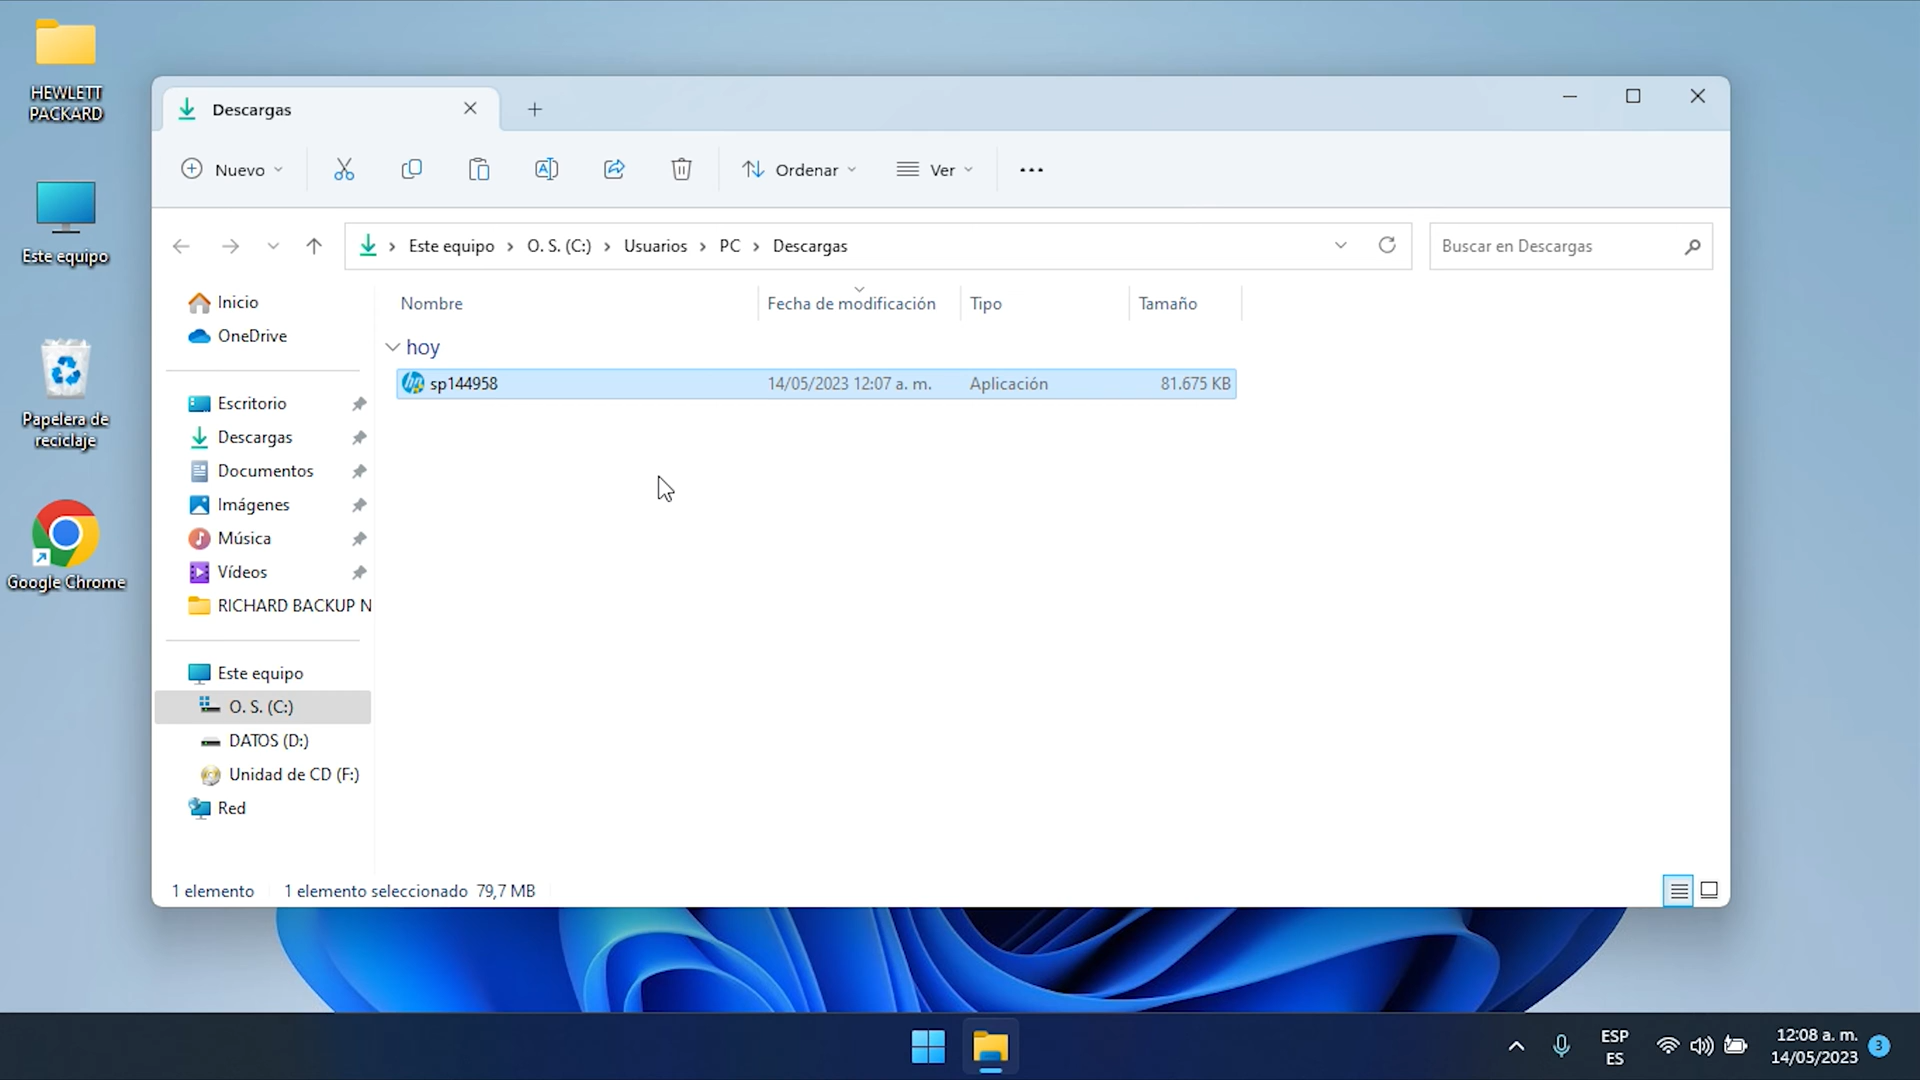 HEWLETT
PACKARD
Este equipo
Papelera de
reciclaje
Google Chrome
Descargas
Nuevo
Ordenar
Ver
Este equipo > O. S. (C:) > Usuarios > PC > Descargas
Buscar en Descargas
Inicio
OneDrive
Escritorio
Descargas
Documentos
Imágenes
Música
Vídeos
RICHARD BACKUP N
Este equipo
O. S. (C:)
DATOS (D:)
Unidad de CD (F:)
Red
Nombre Fecha de modificación Tipo Tamaño
hoy
sp144958 14/05/2023 12:07 a. m. Aplicación 81.675 KB
1 elemento 1 elemento seleccionado 79,7 MB
ESP
ES
12:08 a. m.
14/05/2023
3